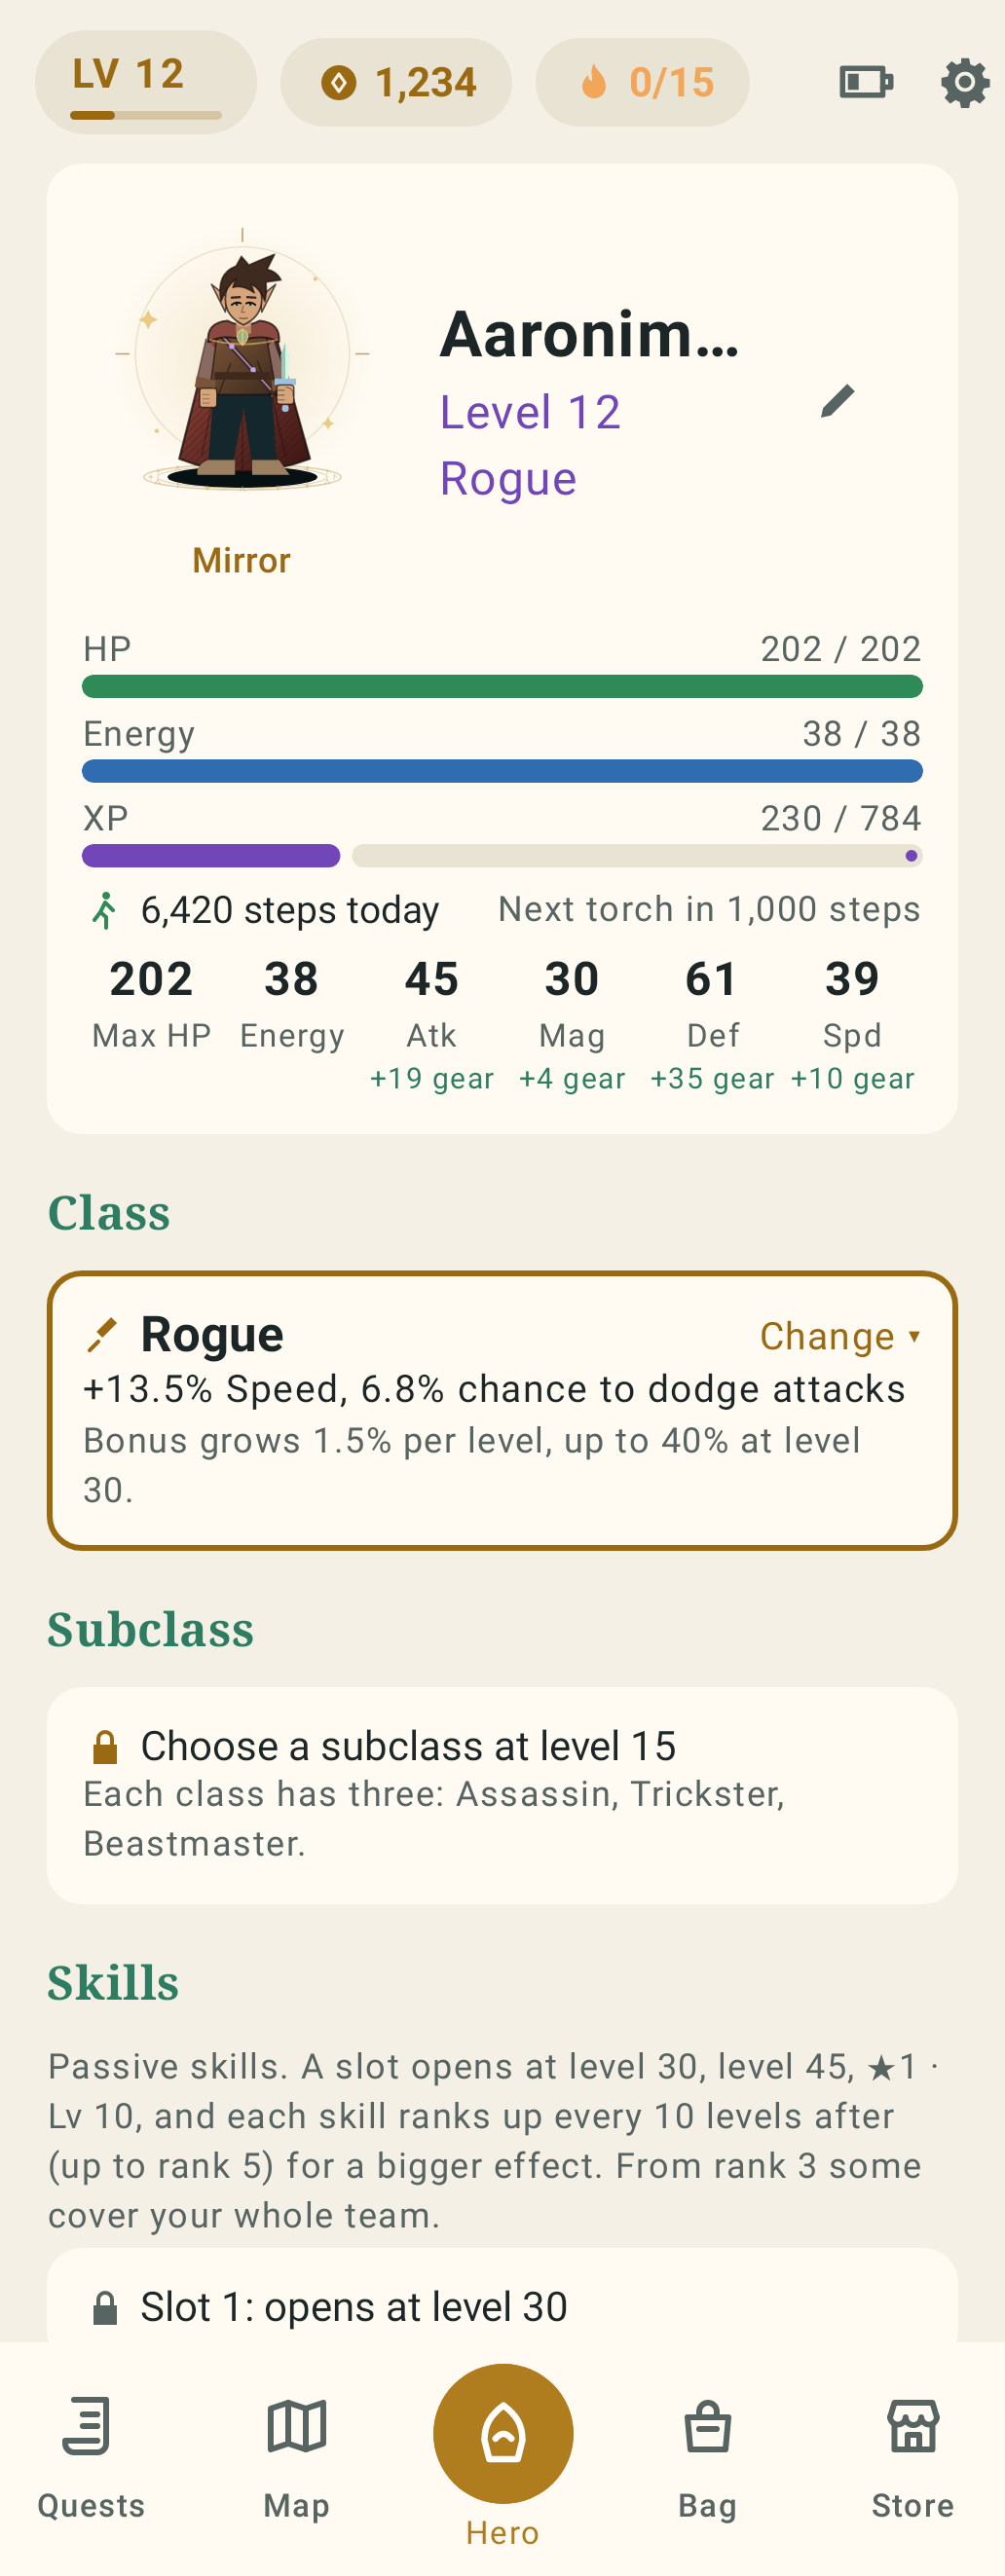 LV 12
1,234
0/15
Aaronim…
Level 12
Rogue
Mirror
HP 202 / 202
Energy 38 / 38
XP 230 / 784
6,420 steps today Next torch in 1,000 steps
202 38 45 30 61 39
Max HP Energy Atk Mag Def Spd
+19 gear +4 gear +35 gear +10 gear
Class
Rogue Change ▾
+13.5% Speed, 6.8% chance to dodge attacks
Bonus grows 1.5% per level, up to 40% at level
30.
Subclass
Choose a subclass at level 15
Each class has three: Assassin, Trickster,
Beastmaster.
Skills
Passive skills. A slot opens at level 30, level 45, ★1 ·
Lv 10, and each skill ranks up every 10 levels after
(up to rank 5) for a bigger effect. From rank 3 some
cover your whole team.
Slot 1: opens at level 30
Quests Map Hero Bag Store